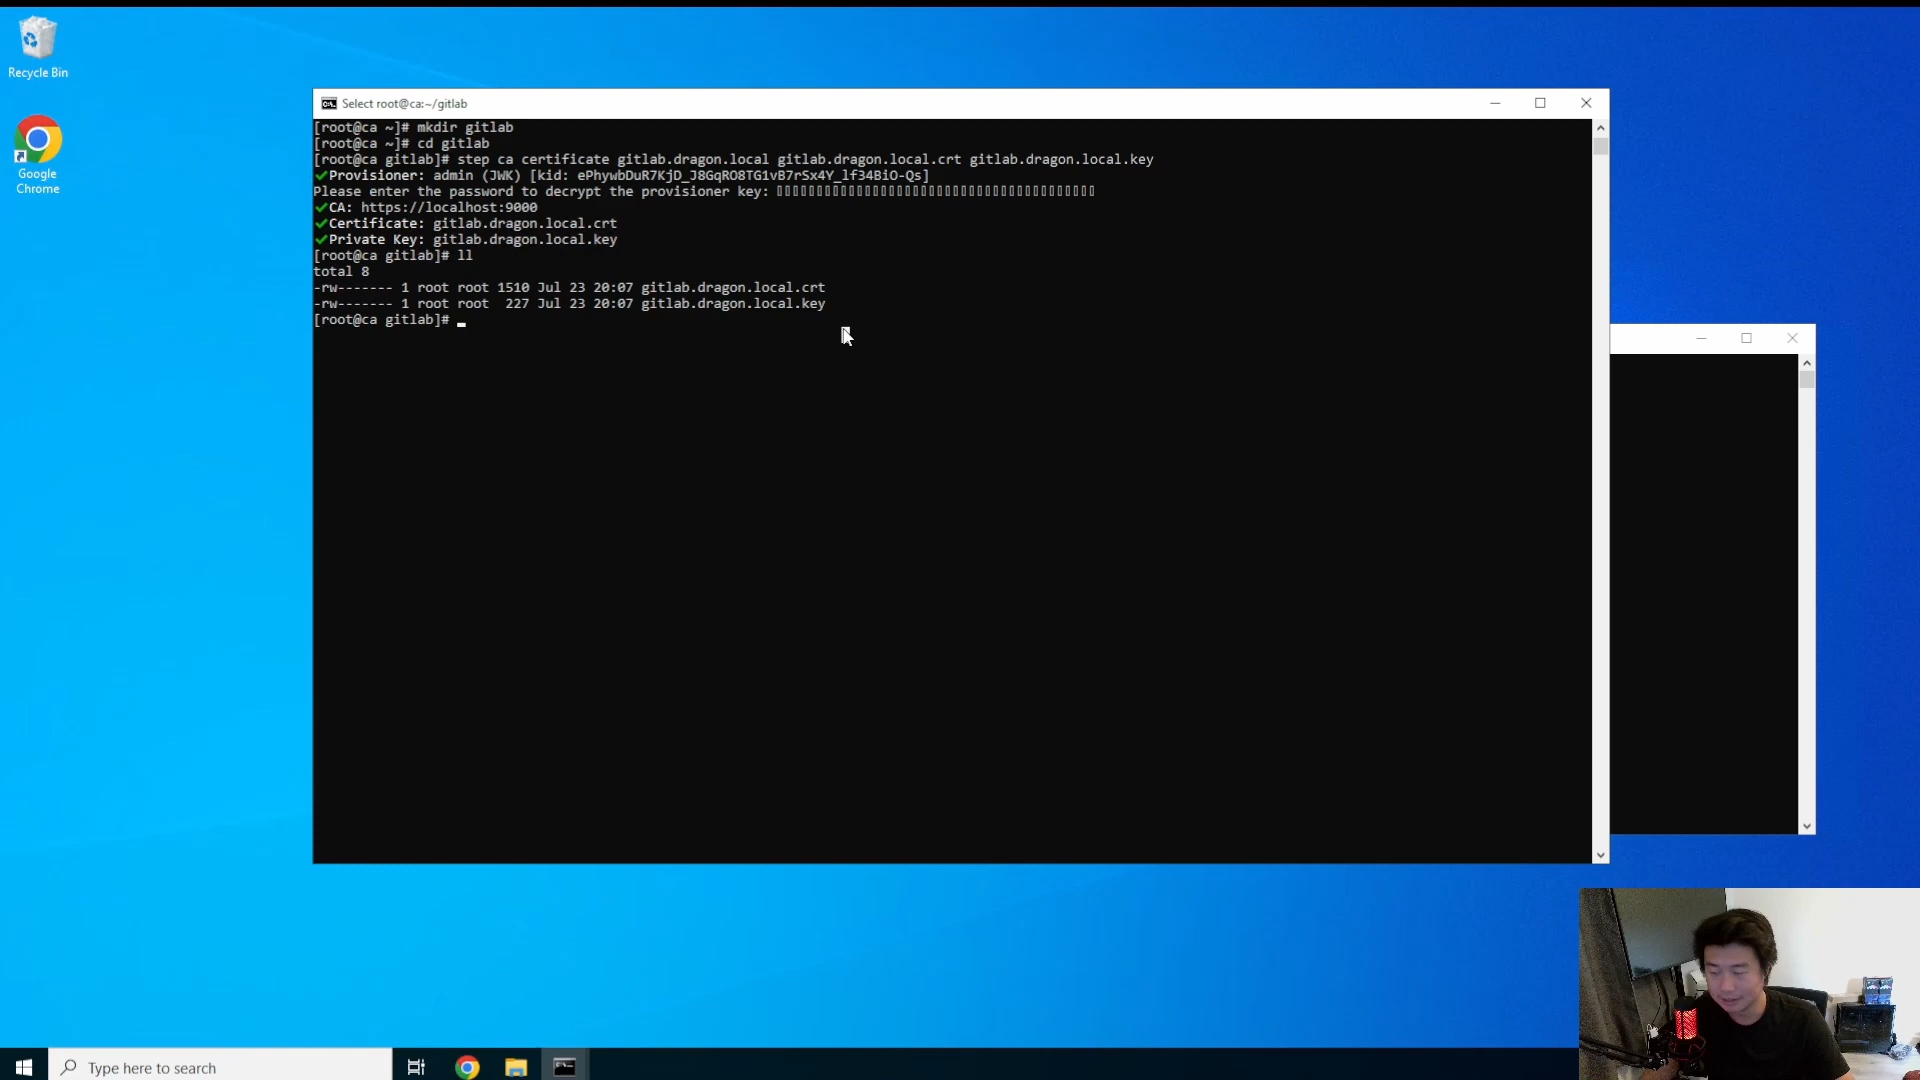 Recycle Bin
Google
Chrome
Select root@ca:~/gitlab
[root@ca ~]# mkdir gitlab
[root@ca ~]# cd gitlab
[root@ca gitlab]# step ca certificate gitlab.dragon.local gitlab.dragon.local.crt gitlab.dragon.local.key
✔Provisioner: admin (JWK) [kid: ePhywbDuR7KjD_J8GqRO8TG1vB7rSx4Y_lf34BiO-Qs]
Please enter the password to decrypt the provisioner key:
✔CA: https://localhost:9000
✔Certificate: gitlab.dragon.local.crt
✔Private Key: gitlab.dragon.local.key
[root@ca gitlab]# ll
total 8
-rw------- 1 root root 1510 Jul 23 20:07 gitlab.dragon.local.crt
-rw------- 1 root root  227 Jul 23 20:07 gitlab.dragon.local.key
[root@ca gitlab]#
Type here to search